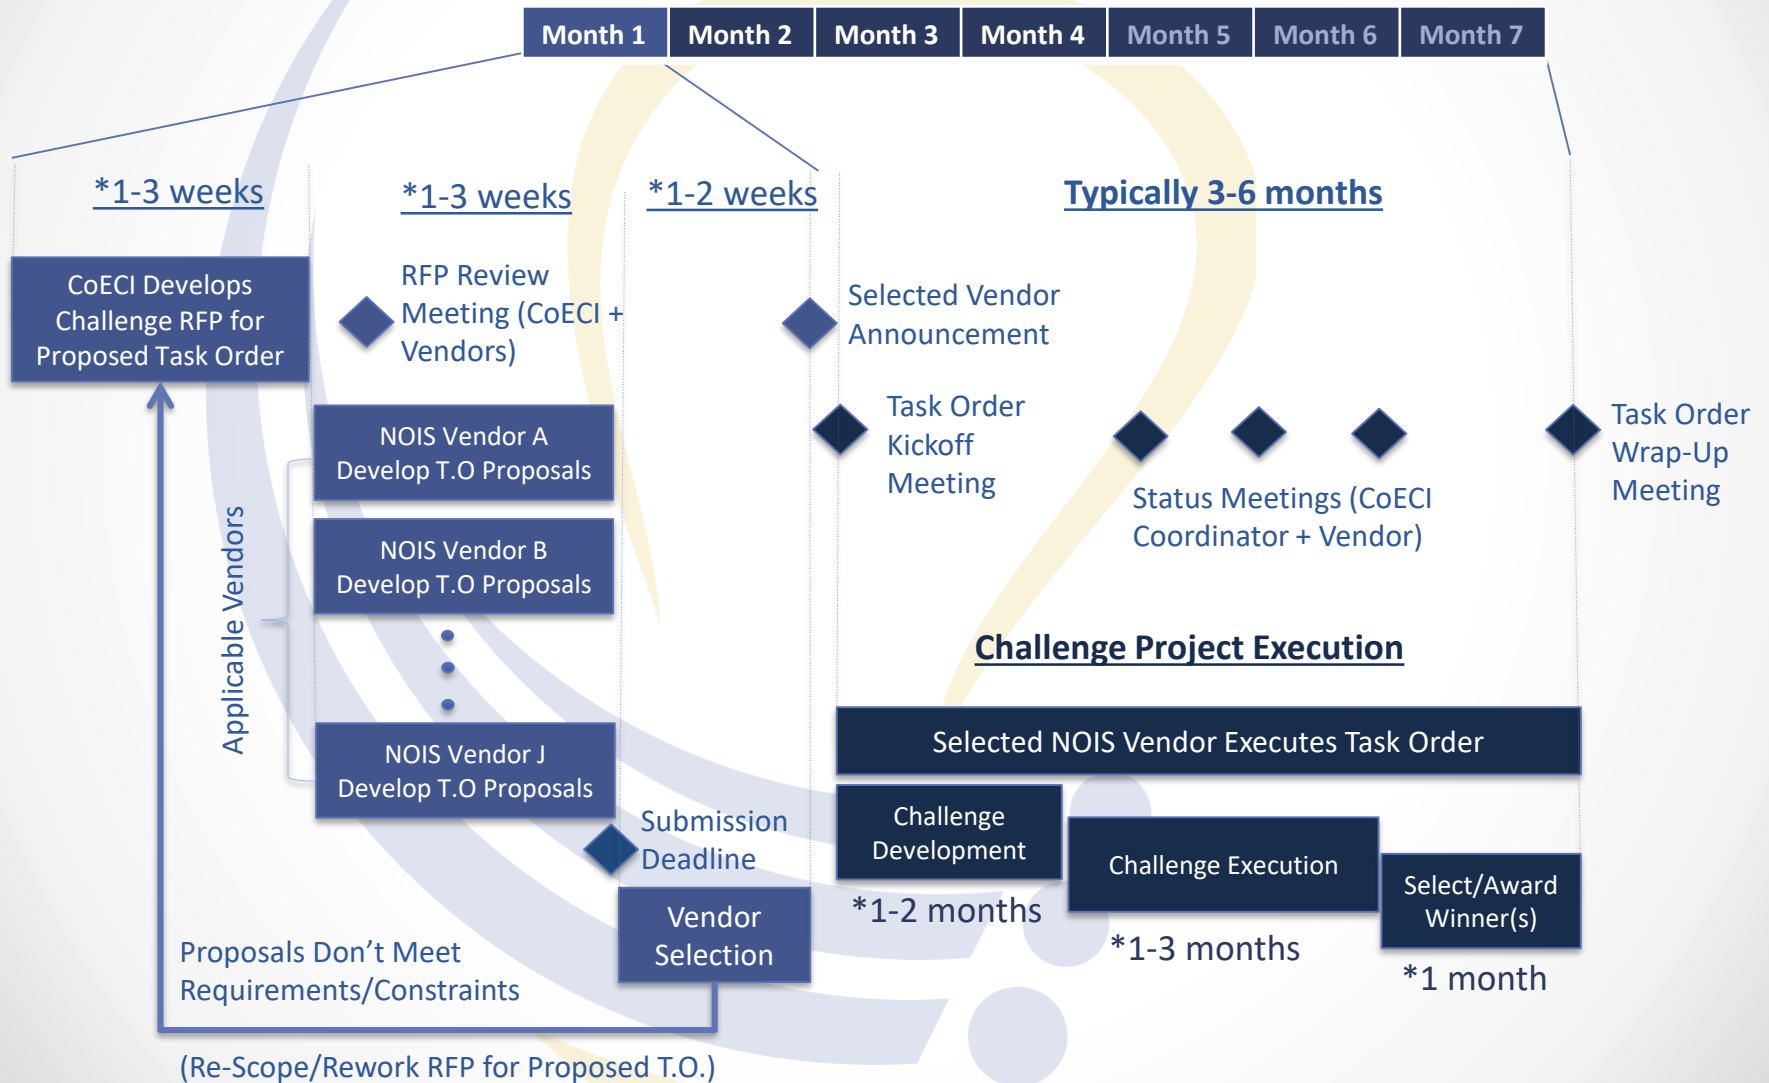 Month 1 Month 2 Month 3 Month 4 Month 5 Month 6 Month 7
*1-3 weeks
*1-3 weeks
*1-2 weeks
Typically 3-6 months
CoECI Develops
Challenge RFP for
Proposed Task Order
RFP Review
Meeting (CoECI +
Vendors)
Selected Vendor
Announcement
Task Order
Kickoff
Meeting
Status Meetings (CoECI
Coordinator + Vendor)
Task Order
Wrap-Up
Meeting
Applicable Vendors
NOIS Vendor A
Develop T.O Proposals
NOIS Vendor B
Develop T.O Proposals
NOIS Vendor J
Develop T.O Proposals
Submission
Deadline
Vendor
Selection
Proposals Don’t Meet
Requirements/Constraints
(Re-Scope/Rework RFP for Proposed T.O.)
Challenge Project Execution
Selected NOIS Vendor Executes Task Order
Challenge
Development
*1-2 months
Challenge Execution
*1-3 months
Select/Award
Winner(s)
*1 month